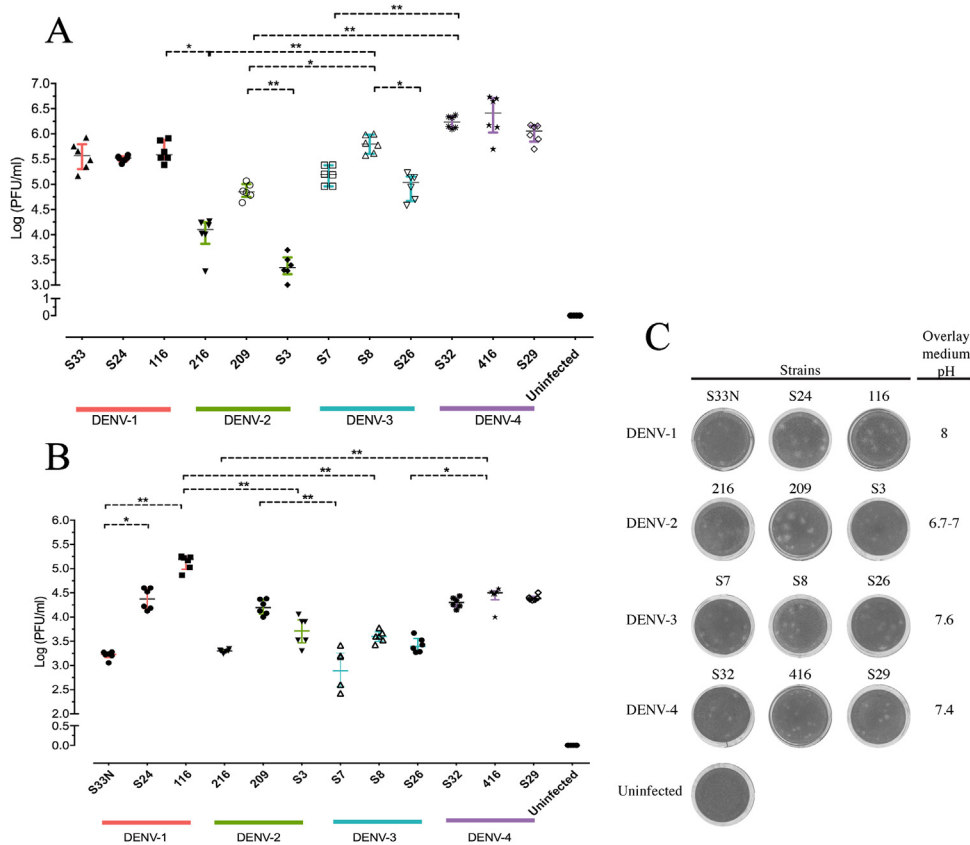 A
** 
**
* **
*
** *
7.0
6.5
6.0
5.5
5.0
4.5
4.0
3.5
3.0
1
0
Log (PFU/ml)
S33 S24 116 216 209 S3 S7 S8 S26 S32 416 S29 Uninfected
DENV-1 DENV-2 DENV-3 DENV-4
B
**
** *
**
** **
*
6.0
5.5
5.0
4.5
4.0
3.5
3.0
2.5
2.0
0.5
0.0
Log (PFU/ml)
S33N S24 116 216 209 S3 S7 S8 S26 S32 416 S29 Uninfected
DENV-1 DENV-2 DENV-3 DENV-4
C
Overlay
medium
pH
Strains
S33N S24 116
DENV-1 8
216 209 S3
DENV-2 6.7-7
S7 S8 S26
DENV-3 7.6
S32 416 S29
DENV-4 7.4
Uninfected